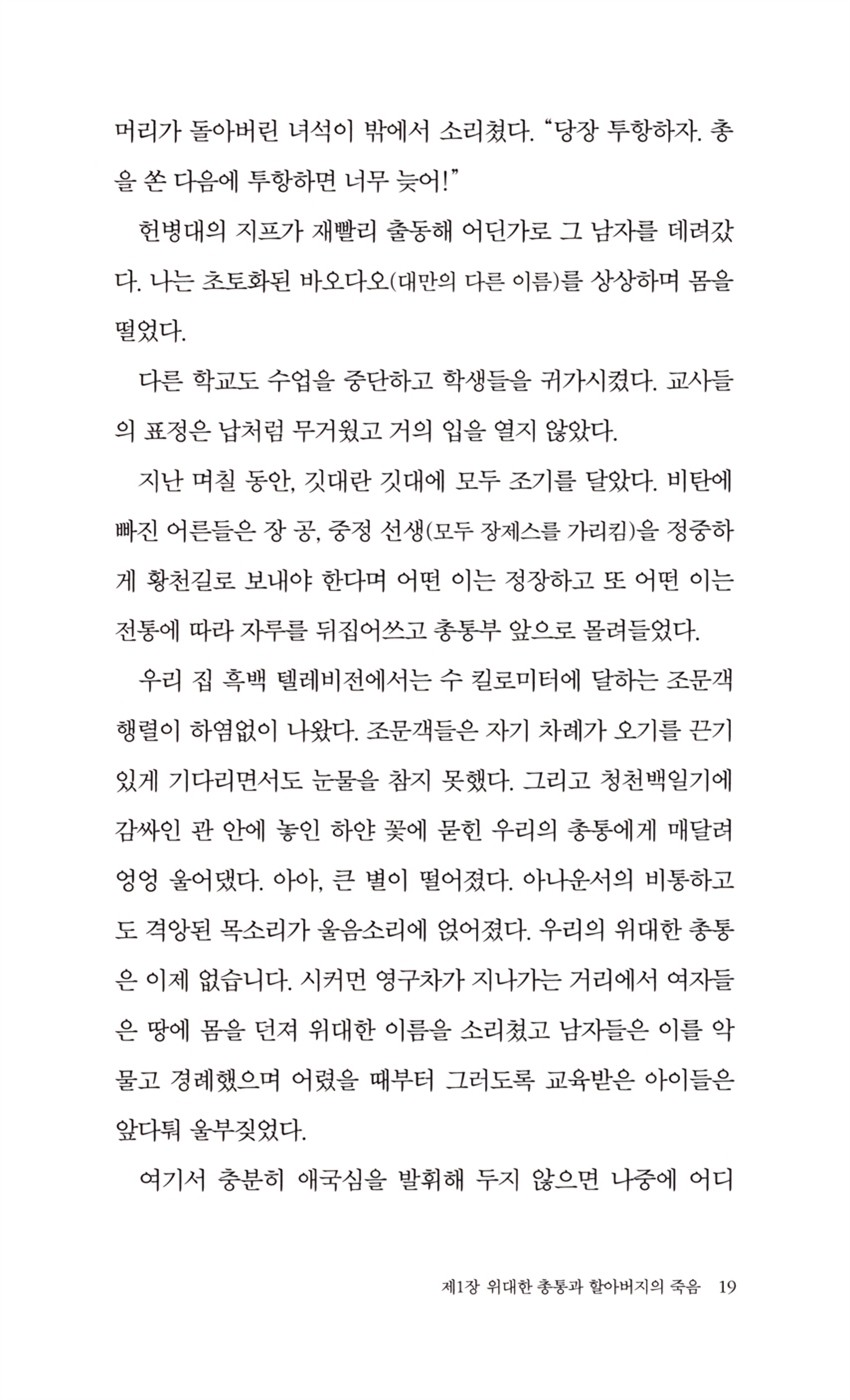 머리가 돌아버린 녀석이 밖에서 소리쳤다. “당장 투항하자. 총
을 쏜 다음에 투항하면 너무 늦어!”
헌병대의 지프가 재빨리 출동해 어딘가로 그 남자를 데려갔
다. 나는 초토화된 바오다오(대만의 다른 이름)를 상상하며 몸을
떨었다.
다른 학교도 수업을 중단하고 학생들을 귀가시켰다. 교사들
의 표정은 납처럼 무거웠고 거의 입을 열지 않았다.
지난 며칠 동안, 깃대란 깃대에 모두 조기를 달았다. 비탄에
빠진 어른들은 장 공, 중정 선생(모두 장제스를 가리킴)을 정중하
게 황천길로 보내야 한다며 어떤 이는 정장하고 또 어떤 이는
전통에 따라 자루를 뒤집어쓰고 총통부 앞으로 몰려들었다.
우리 집 흑백 텔레비전에서는 수 킬로미터에 달하는 조문객
행렬이 하염없이 나왔다. 조문객들은 자기 차례가 오기를 끈기
있게 기다리면서도 눈물을 참지 못했다. 그리고 청천백일기에
감싸인 관 안에 놓인 하얀 꽃에 묻힌 우리의 총통에게 매달려
엉엉 울어댔다. 아아, 큰 별이 떨어졌다. 아나운서의 비통하고
도 격앙된 목소리가 울음소리에 얹어졌다. 우리의 위대한 총통
은 이제 없습니다. 시커먼 영구차가 지나가는 거리에서 여자들
은 땅에 몸을 던져 위대한 이름을 소리쳤고 남자들은 이를 악
물고 경례했으며 어렸을 때부터 그러도록 교육받은 아이들은
앞다퉈 울부짖었다.
여기서 충분히 애국심을 발휘해 두지 않으면 나중에 어디
제1장 위대한 총통과 할아버지의 죽음 19